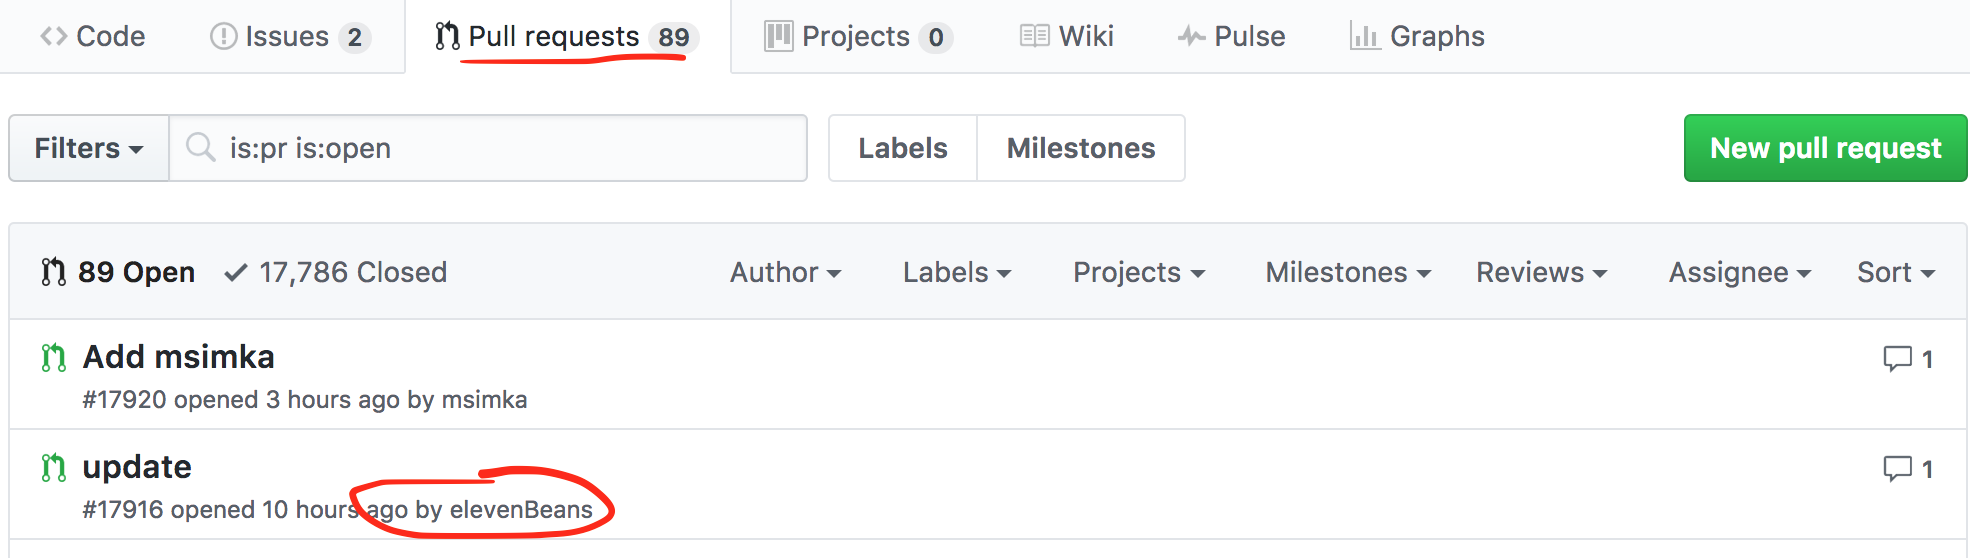 Code Issues 2 Pull requests 89 Projects 0 Wiki Pulse Graphs
Filters is:pr is:open Labels Milestones New pull request
89 Open 17,786 Closed Author Labels Projects Milestones Reviews Assignee Sort
Add msimka 1
#17920 opened 3 hours ago by msimka
update 1
#17916 opened 10 hours ago by elevenBeans